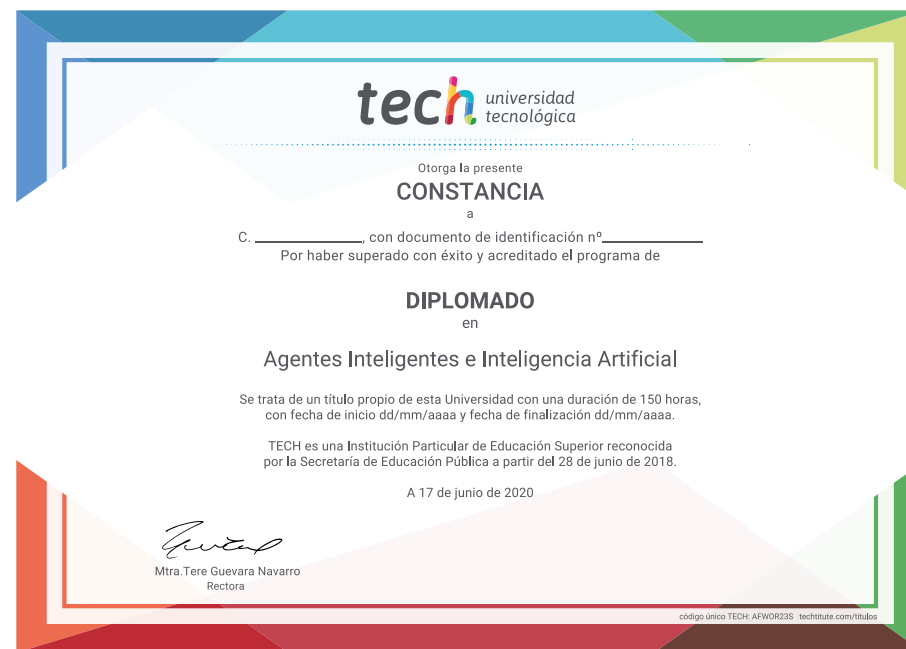 tech universidad
tecnológica
Otorga la presente
CONSTANCIA
a
C. ____________, con documento de identificación nº____________
Por haber superado con éxito y acreditado el programa de
DIPLOMADO
en
Agentes Inteligentes e Inteligencia Artificial
Se trata de un título propio de esta Universidad con una duración de 150 horas,
con fecha de inicio dd/mm/aaaa y fecha de finalización dd/mm/aaaa.
TECH es una Institución Particular de Educación Superior reconocida
por la Secretaría de Educación Pública a partir del 28 de junio de 2018.
A 17 de junio de 2020
Mtra.Tere Guevara Navarro
Rectora
código único TECH: AFWOR23S techtitute.com/titulos